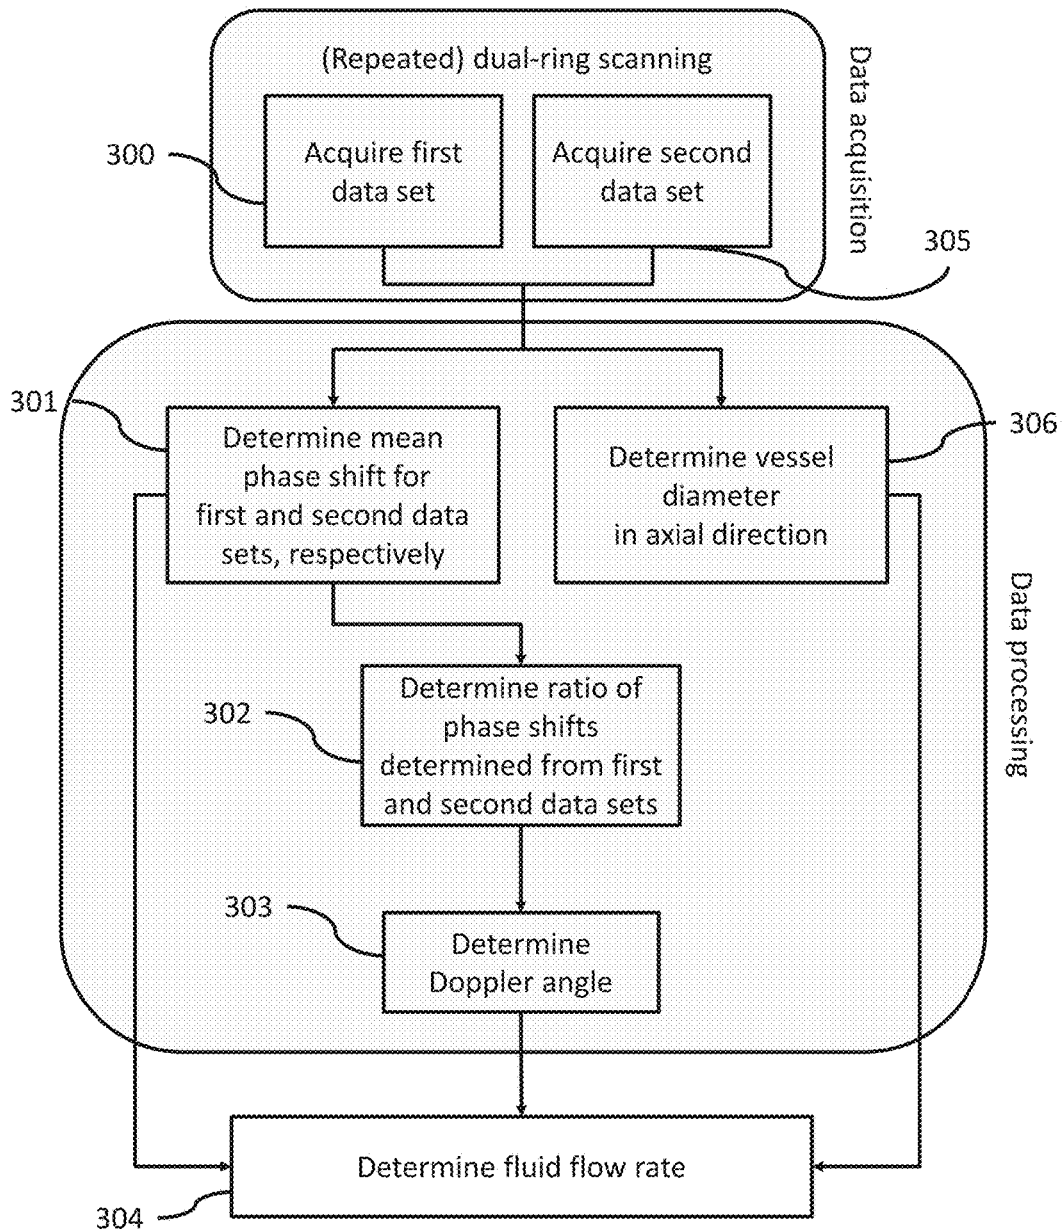 (Repeated) dual-ring scanning
Data acquisition
300
Acquire first
data set
Acquire second
data set
305
301
Determine mean
phase shift for
first and second data
sets, respectively
306
Determine vessel
diameter
in axial direction
Data processing
302
Determine ratio of
phase shifts
determined from first
and second data sets
303
Determine
Doppler angle
Determine fluid flow rate
304